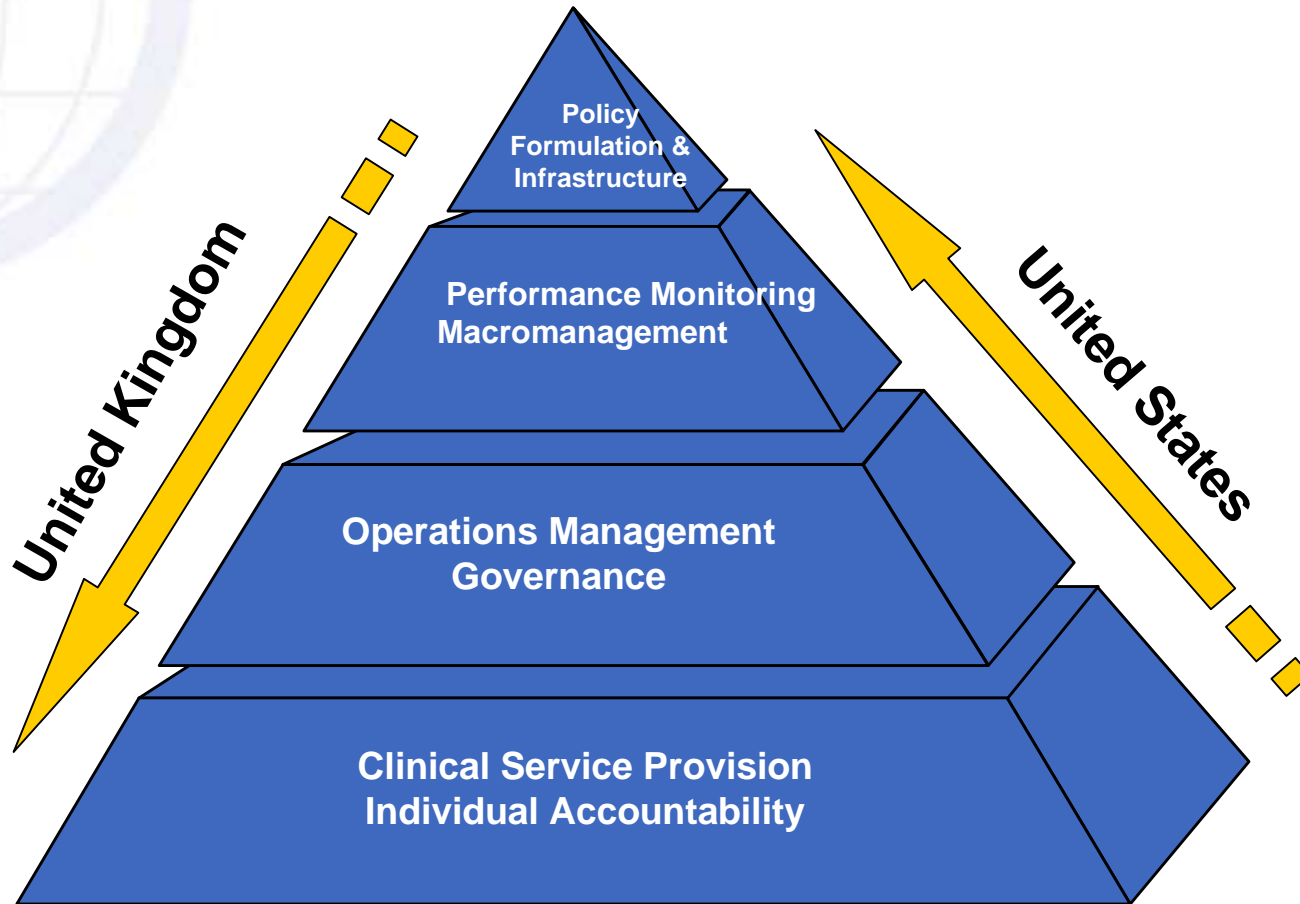 Policy
Formulation &
Infrastructure
Performance Monitoring
Macromanagement
United Kingdom
United States
Operations Management
Governance
Clinical Service Provision
Individual Accountability